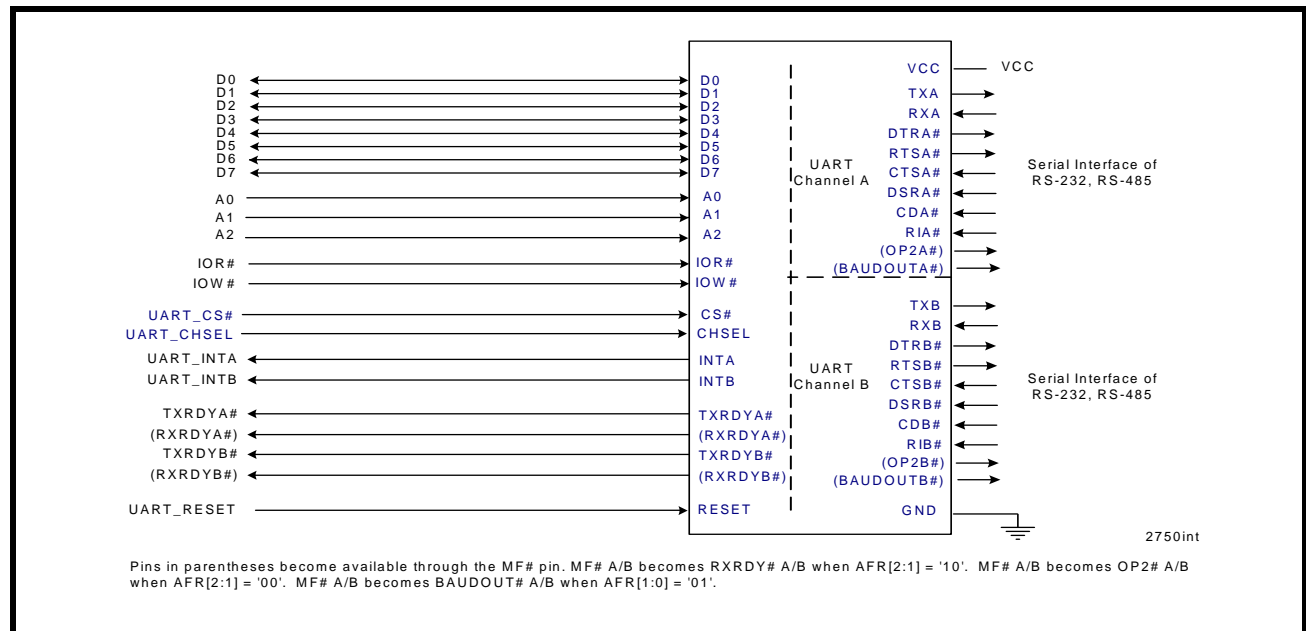 D0
D1
D2
D3
D4
D5
D6
D7
A0
A1
A2
IOR#
IOW#
UART_CS#
UART_CHSEL
UART_INTA
UART_INTB
TXRDYA#
(RXRDYA#)
TXRDYB#
(RXRDYB#)
UART_RESET
D0
D1
D2
D3
D4
D5
D6
D7
A0
A1
A2
IOR#
IOW#
CS#
CHSEL
INTA
INTB
TXRDYA#
(RXRDYA#)
TXRDYB#
(RXRDYB#)
RESET
UART
Channel A
UART
Channel B
VCC
TXA
RXA
DTRA#
RTSA#
CTSA#
DSRA#
CDA#
RIA#
(OP2A#)
(BAUDOUTA#)
TXB
RXB
DTRB#
RTSB#
CTSB#
DSRB#
CDB#
RIB#
(OP2B#)
(BAUDOUTB#)
GND
VCC
Serial Interface of
RS-232, RS-485
Serial Interface of
RS-232, RS-485
2750int
Pins in parentheses become available through the MF# pin. MF# A/B becomes RXRDY# A/B when AFR[2:1] = '10'. MF# A/B becomes OP2# A/B
when AFR[2:1] = '00'. MF# A/B becomes BAUDOUT# A/B when AFR[1:0] = '01'.